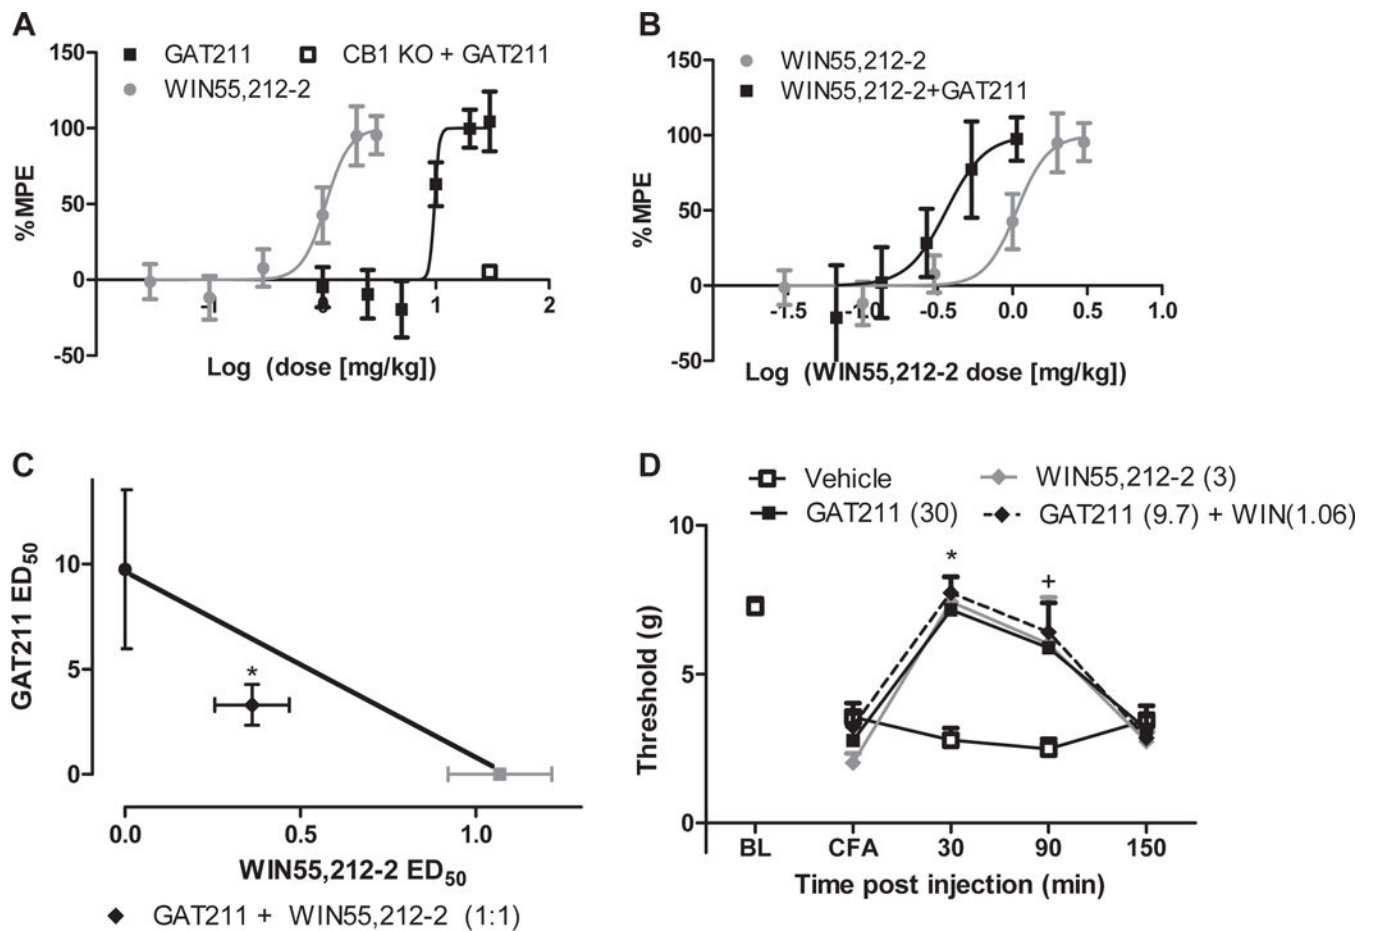 A
GAT211
CB1 KO + GAT211
WIN55,212-2
150
100
50
0
-50
%MPE
-1
0
1
2
Log (dose [mg/kg])
B
WIN55,212-2
WIN55,212-2+GAT211
150
100
50
0
-50
%MPE
-1.5
-1.0
-0.5
0.0
0.5
1.0
Log (WIN55,212-2 dose [mg/kg])
C
GAT211 ED50
10
5
0
*
0.0
0.5
1.0
WIN55,212-2 ED50
GAT211 + WIN55,212-2 (1:1)
D
Vehicle
WIN55,212-2 (3)
GAT211 (30)
GAT211 (9.7) + WIN(1.06)
10
5
0
Threshold (g)
*
+
BL
CFA
30
90
150
Time post injection (min)